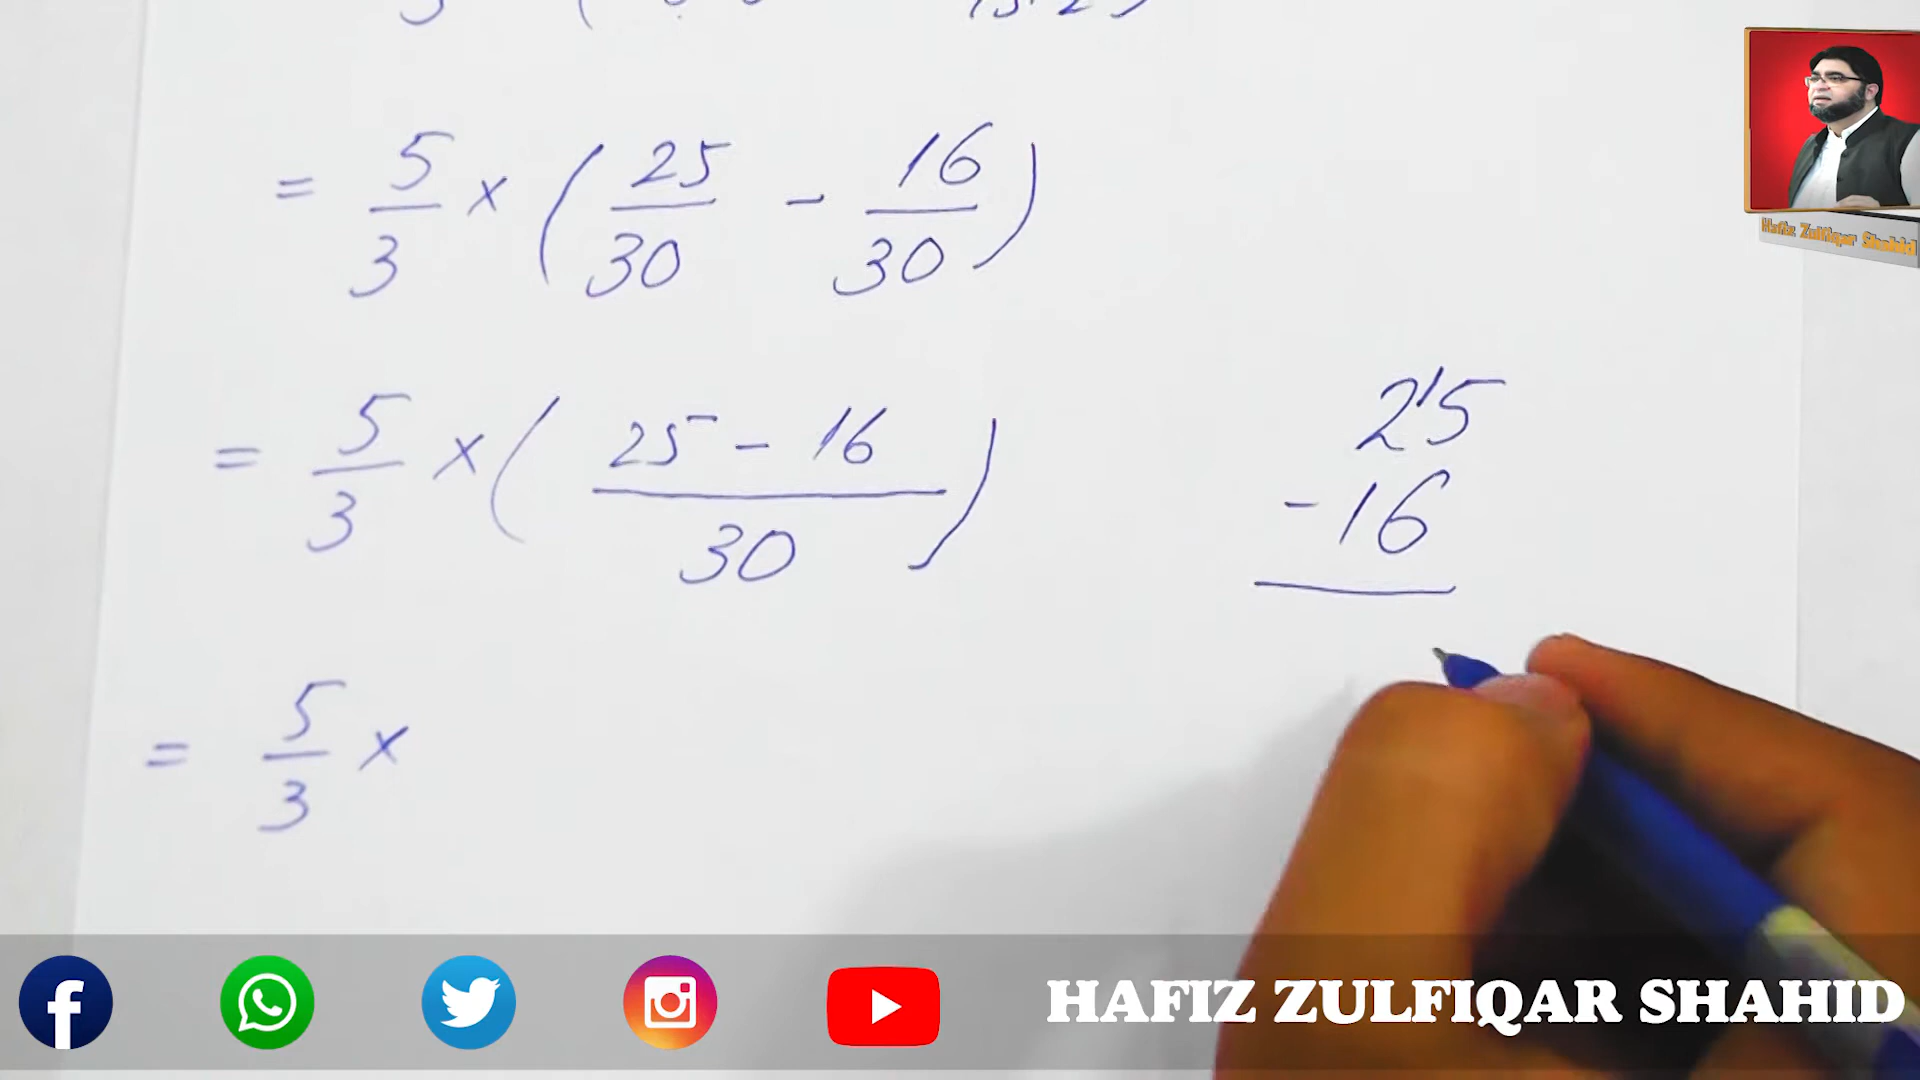 = 5/3 × ( 25/30 - 16/30 )
Hafiz Zulfiqar Shahid
= 5/3 × ( 25 - 16 / 30 )
2'5
- 16
= 5/3 ×
HAFIZ ZULFIQAR SHAHID